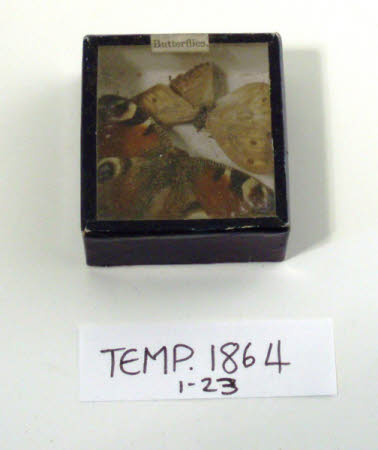 Butterflies.
TEMP. 1864
1-23